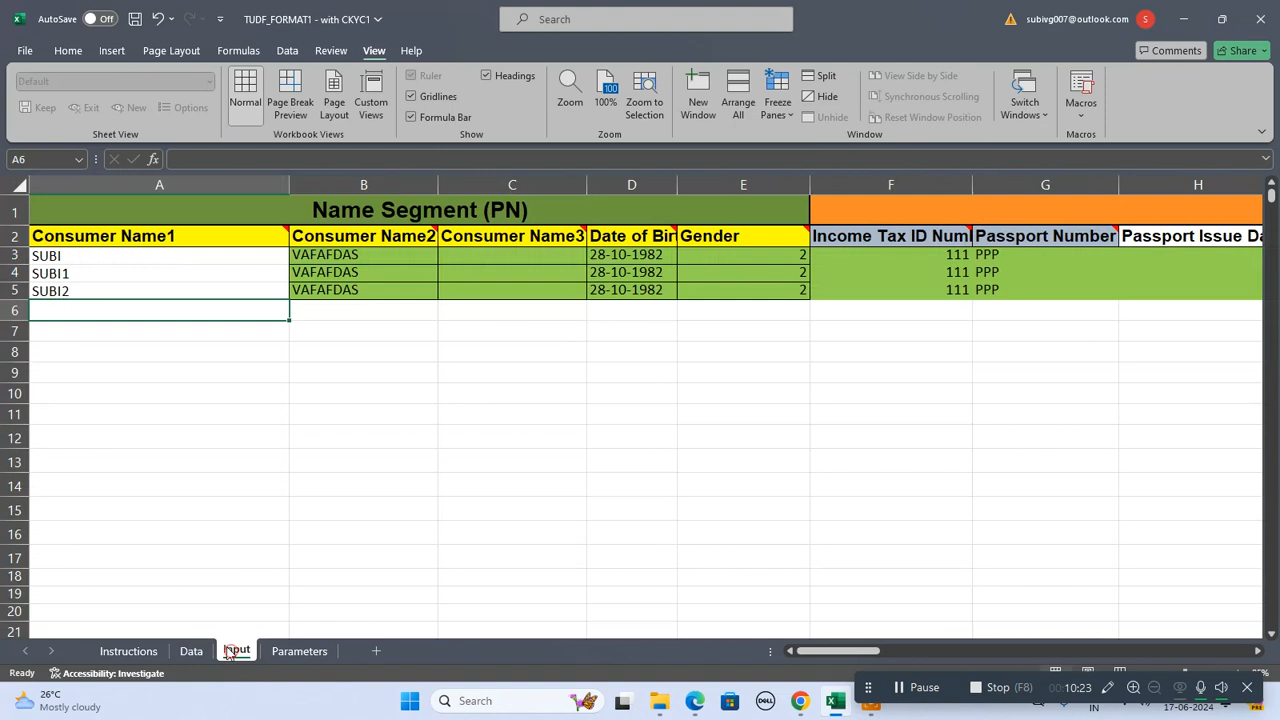 AutoSave Off TUDF_FORMAT1 - with CKYC1 Search subivg007@outlook.com S
File Home Insert Page Layout Formulas Data Review View Help Comments Share
Default Ruler Headings Split View Side by Side
Gridlines Hide Synchronous Scrolling
Keep Exit New Options Normal Page Break Preview Page Layout Custom Views Formula Bar Zoom 100% Zoom to Selection New Window Arrange All Freeze Panes Unhide Reset Window Position Switch Windows Macros
Sheet View Workbook Views Show Zoom Window Macros
A6 fx
A B C D E F G H
1 Name Segment (PN)
2 Consumer Name1 Consumer Name2 Consumer Name3 Date of Bir Gender Income Tax ID Num Passport Number Passport Issue Da
3 SUBI VAFAFDAS 28-10-1982 2 111 PPP
4 SUBI1 VAFAFDAS 28-10-1982 2 111 PPP
5 SUBI2 VAFAFDAS 28-10-1982 2 111 PPP
6
7
8
9
10
11
12
13
14
15
16
17
18
19
20
21
Instructions Data Input Parameters
Ready Accessibility: Investigate
26°C
Mostly cloudy
Search Pause Stop (F8) 00:10:23
17-06-2024